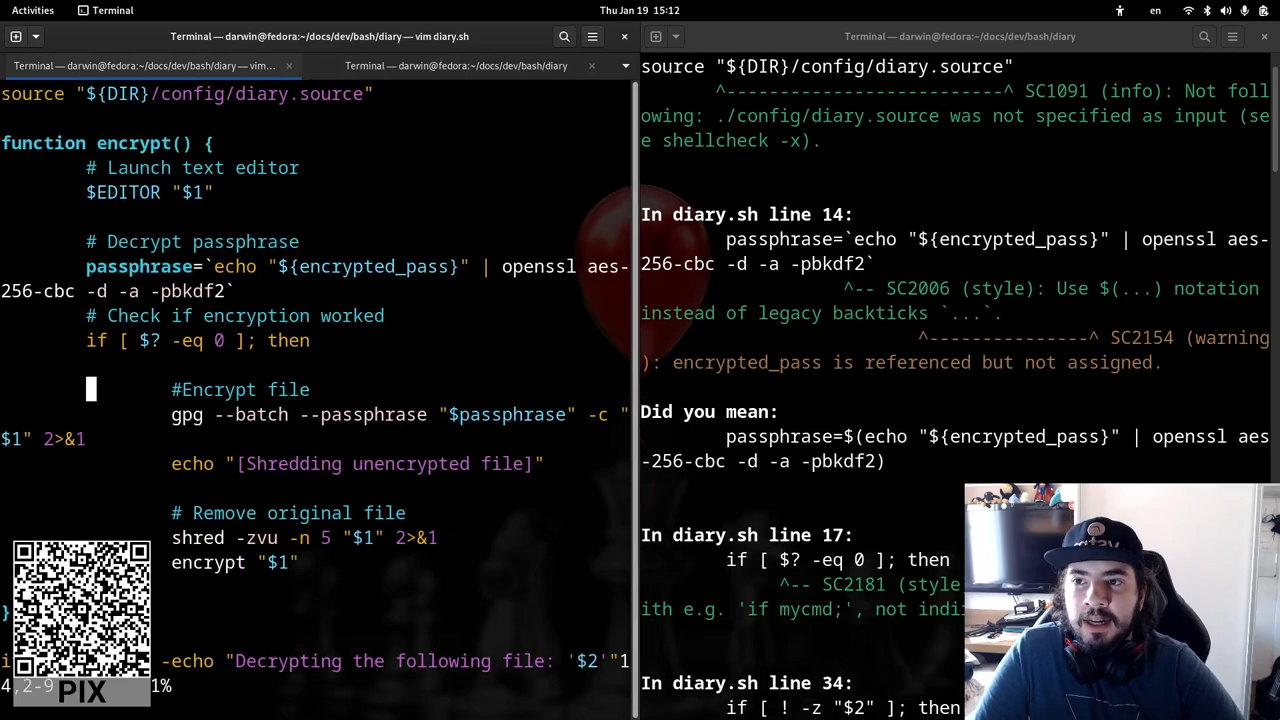 Activities
Terminal
Thu Jan 19 15:12
en
Terminal — darwin@fedora:~/docs/dev/bash/diary — vim diary.sh
Terminal — darwin@fedora:~/docs/dev/bash/diary — vim…
Terminal — darwin@fedora:~/docs/dev/bash/diary
source "${DIR}/config/diary.source"
function encrypt() {
# Launch text editor
$EDITOR "$1"
# Decrypt passphrase
passphrase=`echo "${encrypted_pass}" | openssl aes-
256-cbc -d -a -pbkdf2`
# Check if encryption worked
if [ $? -eq 0 ]; then
#Encrypt file
gpg --batch --passphrase "$passphrase" -c "
$1" 2>&1
echo "[Shredding unencrypted file]"
# Remove original file
shred -zvu -n 5 "$1" 2>&1
encrypt "$1"
}
i -echo "Decrypting the following file: '$2'"1
4,2-9 1%
PIX
Terminal — darwin@fedora:~/docs/dev/bash/diary
source "${DIR}/config/diary.source"
^-------------------------^ SC1091 (info): Not foll
owing: ./config/diary.source was not specified as input (se
e shellcheck -x).
In diary.sh line 14:
passphrase=`echo "${encrypted_pass}" | openssl aes-
256-cbc -d -a -pbkdf2`
^-- SC2006 (style): Use $(...) notation
instead of legacy backticks `...`.
^---------------^ SC2154 (warning
): encrypted_pass is referenced but not assigned.
Did you mean:
passphrase=$(echo "${encrypted_pass}" | openssl aes
-256-cbc -d -a -pbkdf2)
In diary.sh line 17:
if [ $? -eq 0 ]; then
^-- SC2181 (style
ith e.g. 'if mycmd;', not indi
In diary.sh line 34:
if [ ! -z "$2" ]; then